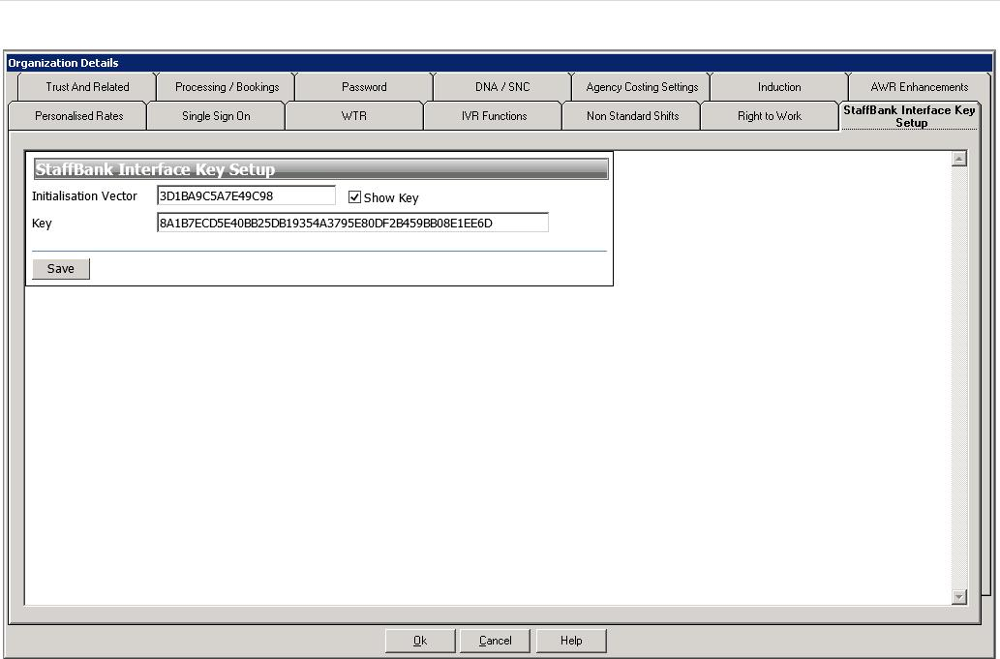 Organization Details
Trust And Related Processing / Bookings Password DNA / SNC Agency Costing Settings Induction AWR Enhancements
Personalised Rates Single Sign On WTR IVR Functions Non Standard Shifts Right to Work StaffBank Interface Key
Setup
StaffBank Interface Key Setup
Initialisation Vector 3D1BA9C5A7E49C98 Show Key
Key 8A1B7ECD5E40BB25DB19354A3795E80DF2B459BB08E1EE6D
Save
Ok Cancel Help